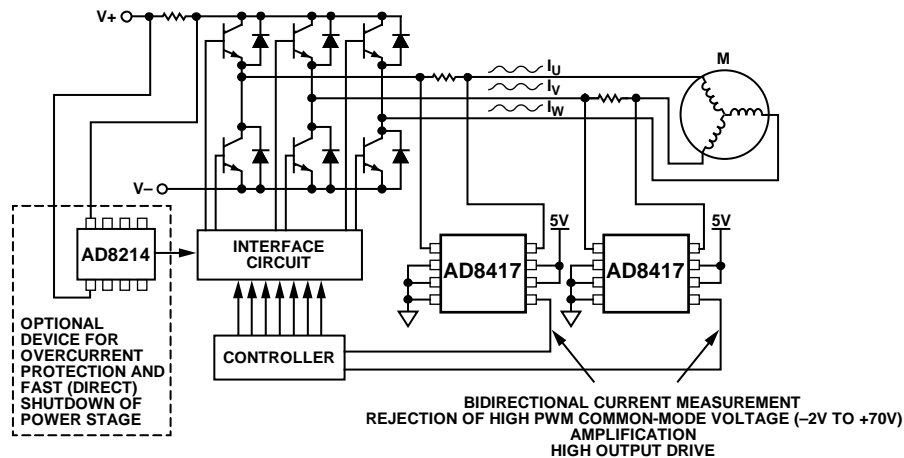 V+
M
I_U
I_V
I_W
V–
5V
5V
AD8214
INTERFACE
CIRCUIT
AD8417
AD8417
OPTIONAL
DEVICE FOR
OVERCURRENT
PROTECTION AND
FAST (DIRECT)
SHUTDOWN OF
POWER STAGE
CONTROLLER
BIDIRECTIONAL CURRENT MEASUREMENT
REJECTION OF HIGH PWM COMMON-MODE VOLTAGE (–2V TO +70V)
AMPLIFICATION
HIGH OUTPUT DRIVE